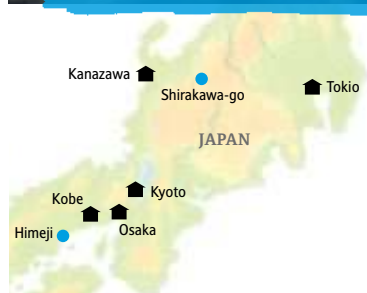 Kanazawa
Shirakawa-go
Tokio
JAPAN
Kyoto
Kobe
Osaka
Himeji